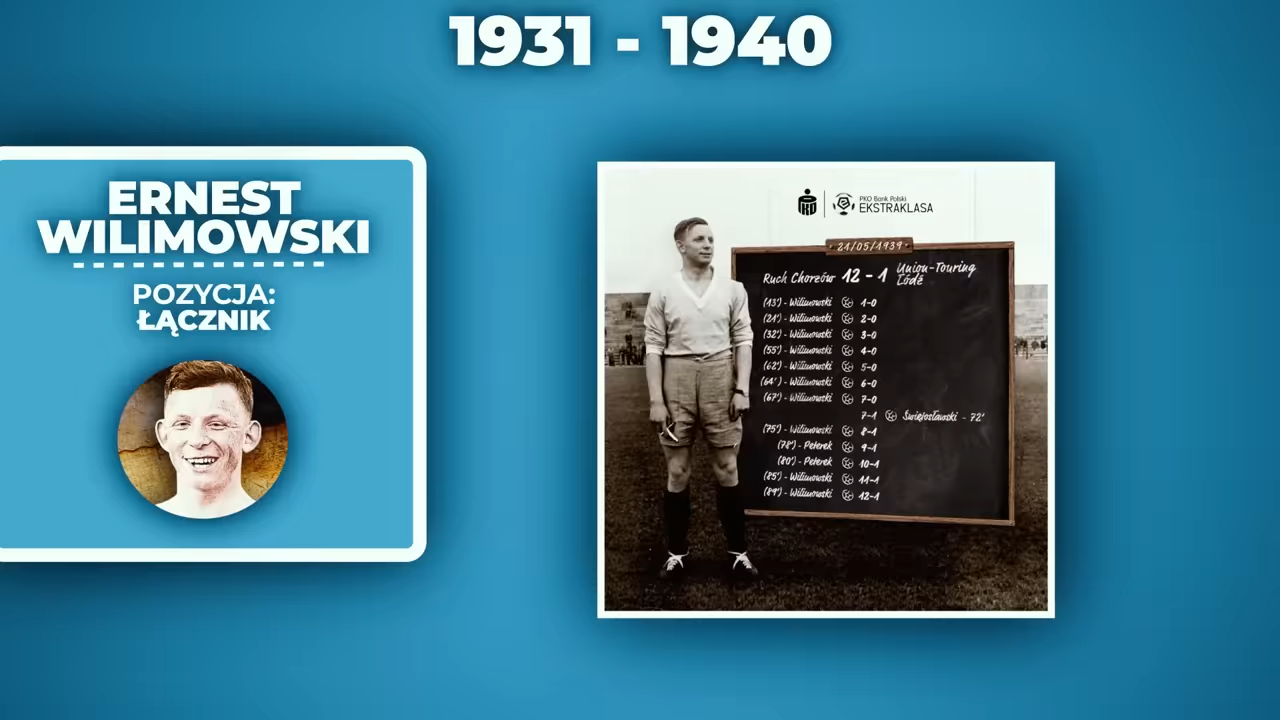 1931 - 1940
ERNEST
WILIMOWSKI
POZYCJA:
ŁĄCZNIK
PKO Bank Polski
EKSTRAKLASA
21/05/1939
Ruch Chorzów 12 - 1 Union-Touring
Łódź
(13') - Wilimowski 1-0
(21') - Wilimowski 2-0
(32') - Wilimowski 3-0
(55') - Wilimowski 4-0
(62') - Wilimowski 5-0
(64') - Wilimowski 6-0
(67') - Wilimowski 7-0
7-1 Świętosławski - 72'
(75') - Wilimowski 8-1
(78') - Peterek 9-1
(80') - Peterek 10-1
(85') - Wilimowski 11-1
(89') - Wilimowski 12-1